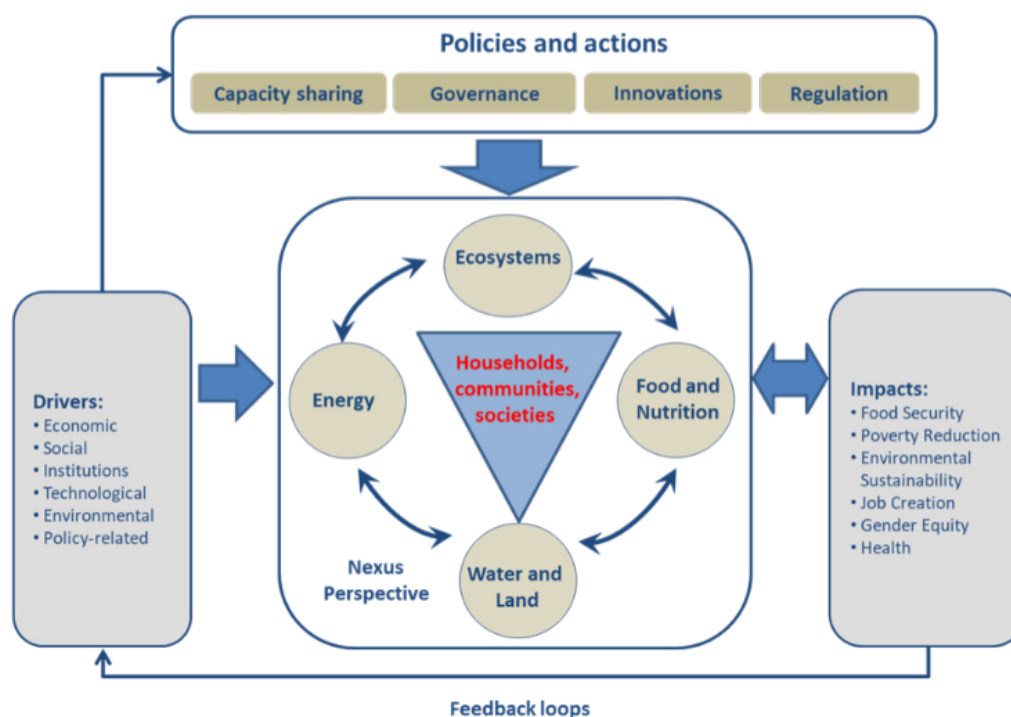 Policies and actions
Capacity sharing
Governance
Innovations
Regulation
Ecosystems
Households,
communities,
societies
Energy
Food and
Nutrition
Water and
Land
Nexus
Perspective
Drivers:
• Economic
• Social
• Institutions
• Technological
• Environmental
• Policy-related
Impacts:
• Food Security
• Poverty Reduction
• Environmental
Sustainability
• Job Creation
• Gender Equity
• Health
Feedback loops